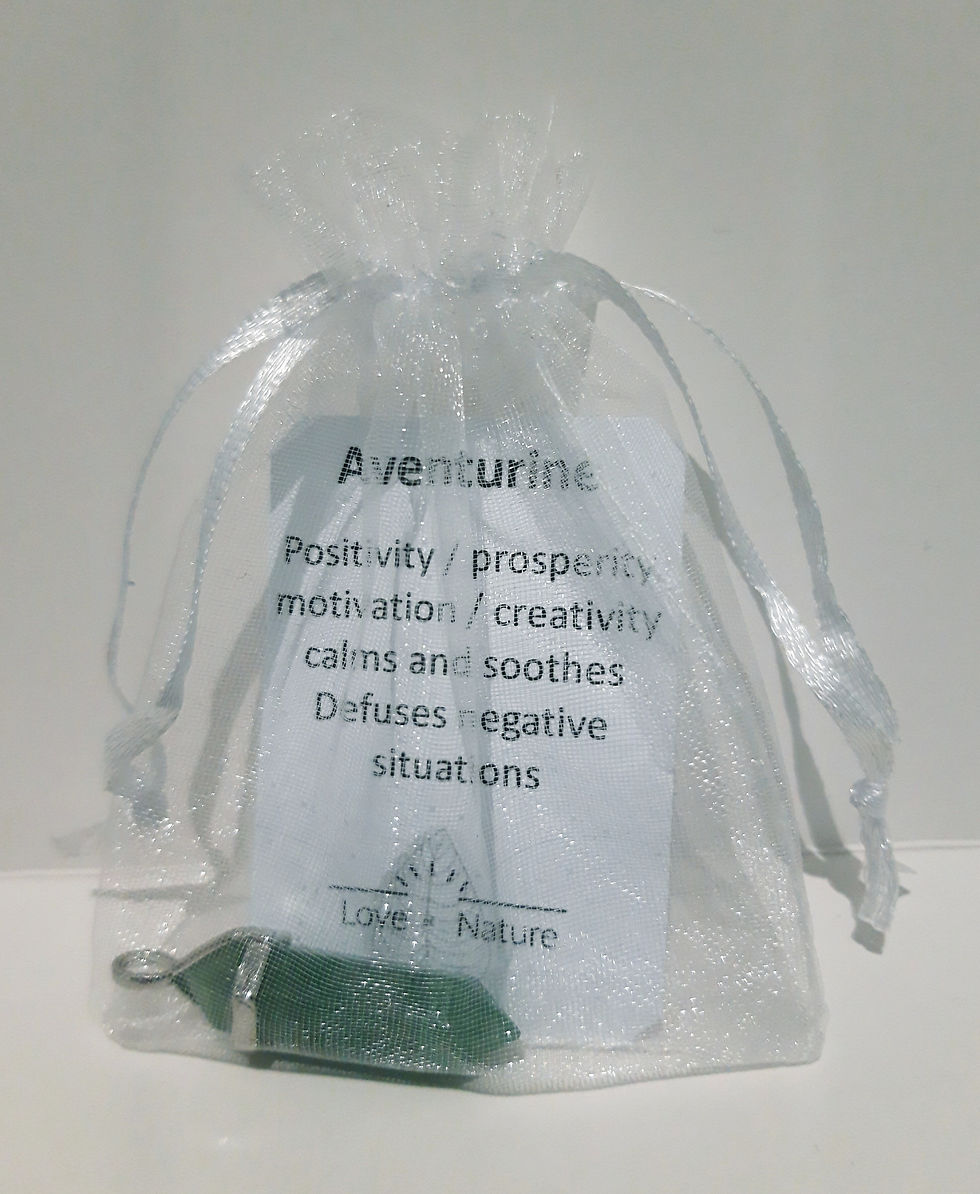 Aventurine
Positivity / prosperity
motivation / creativity
calms and soothes
Defuses negative
situations
Love Nature